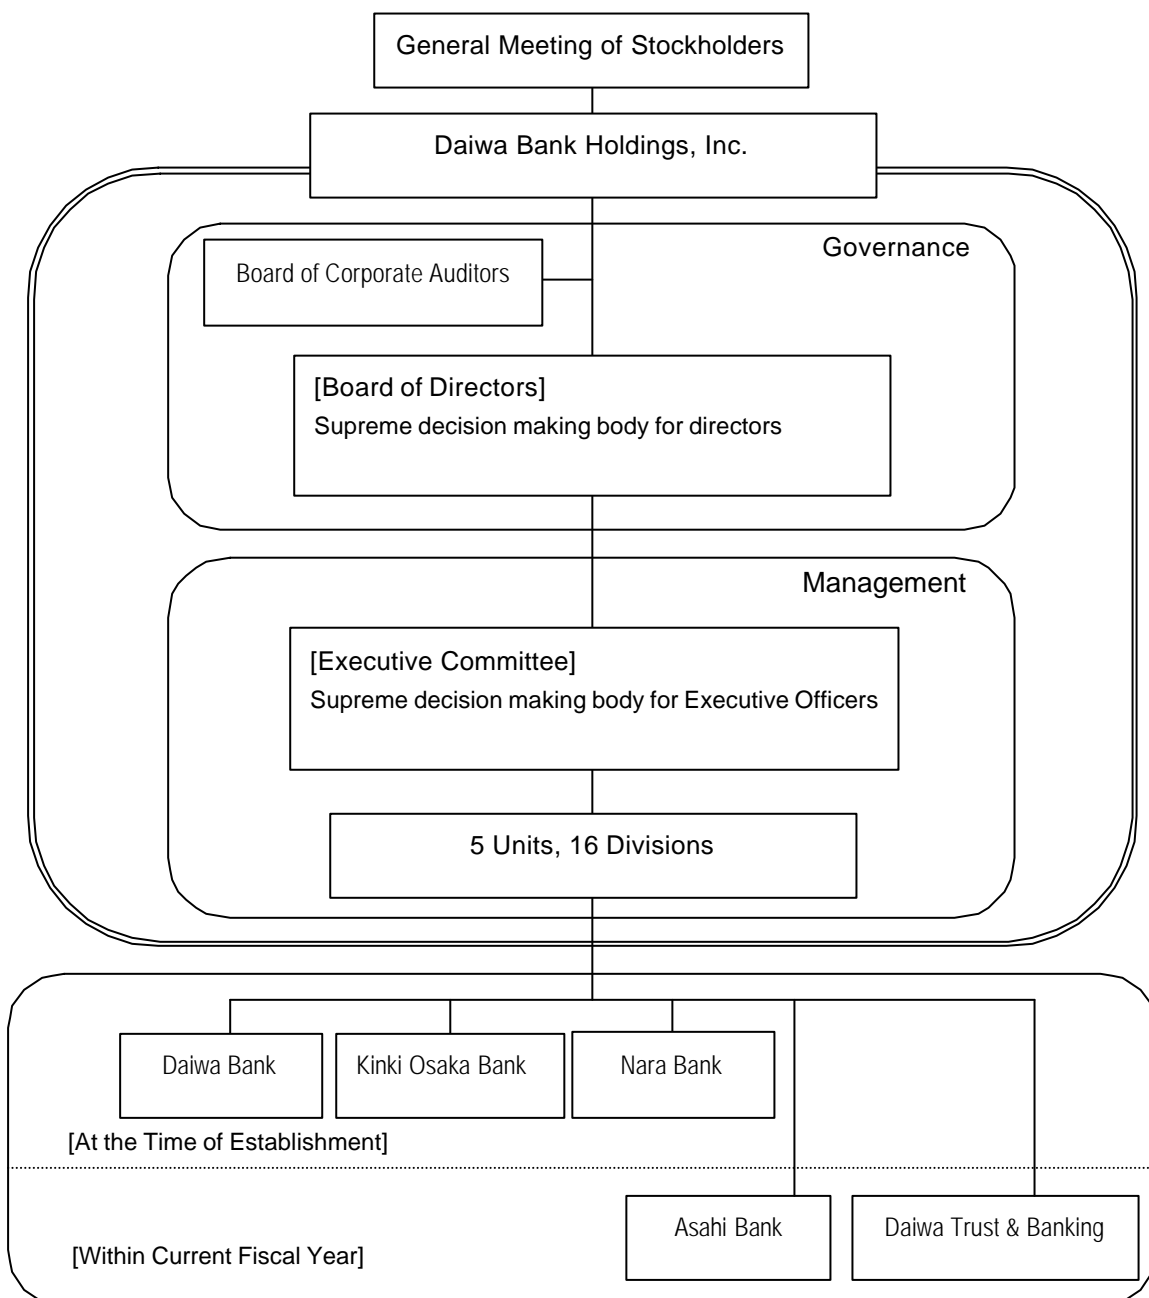 General Meeting of Stockholders
Daiwa Bank Holdings, Inc.
Governance
Board of Corporate Auditors
[Board of Directors]
Supreme decision making body for directors
Management
[Executive Committee]
Supreme decision making body for Executive Officers
5 Units, 16 Divisions
Daiwa Bank
Kinki Osaka Bank
Nara Bank
[At the Time of Establishment]
Asahi Bank
Daiwa Trust & Banking
[Within Current Fiscal Year]